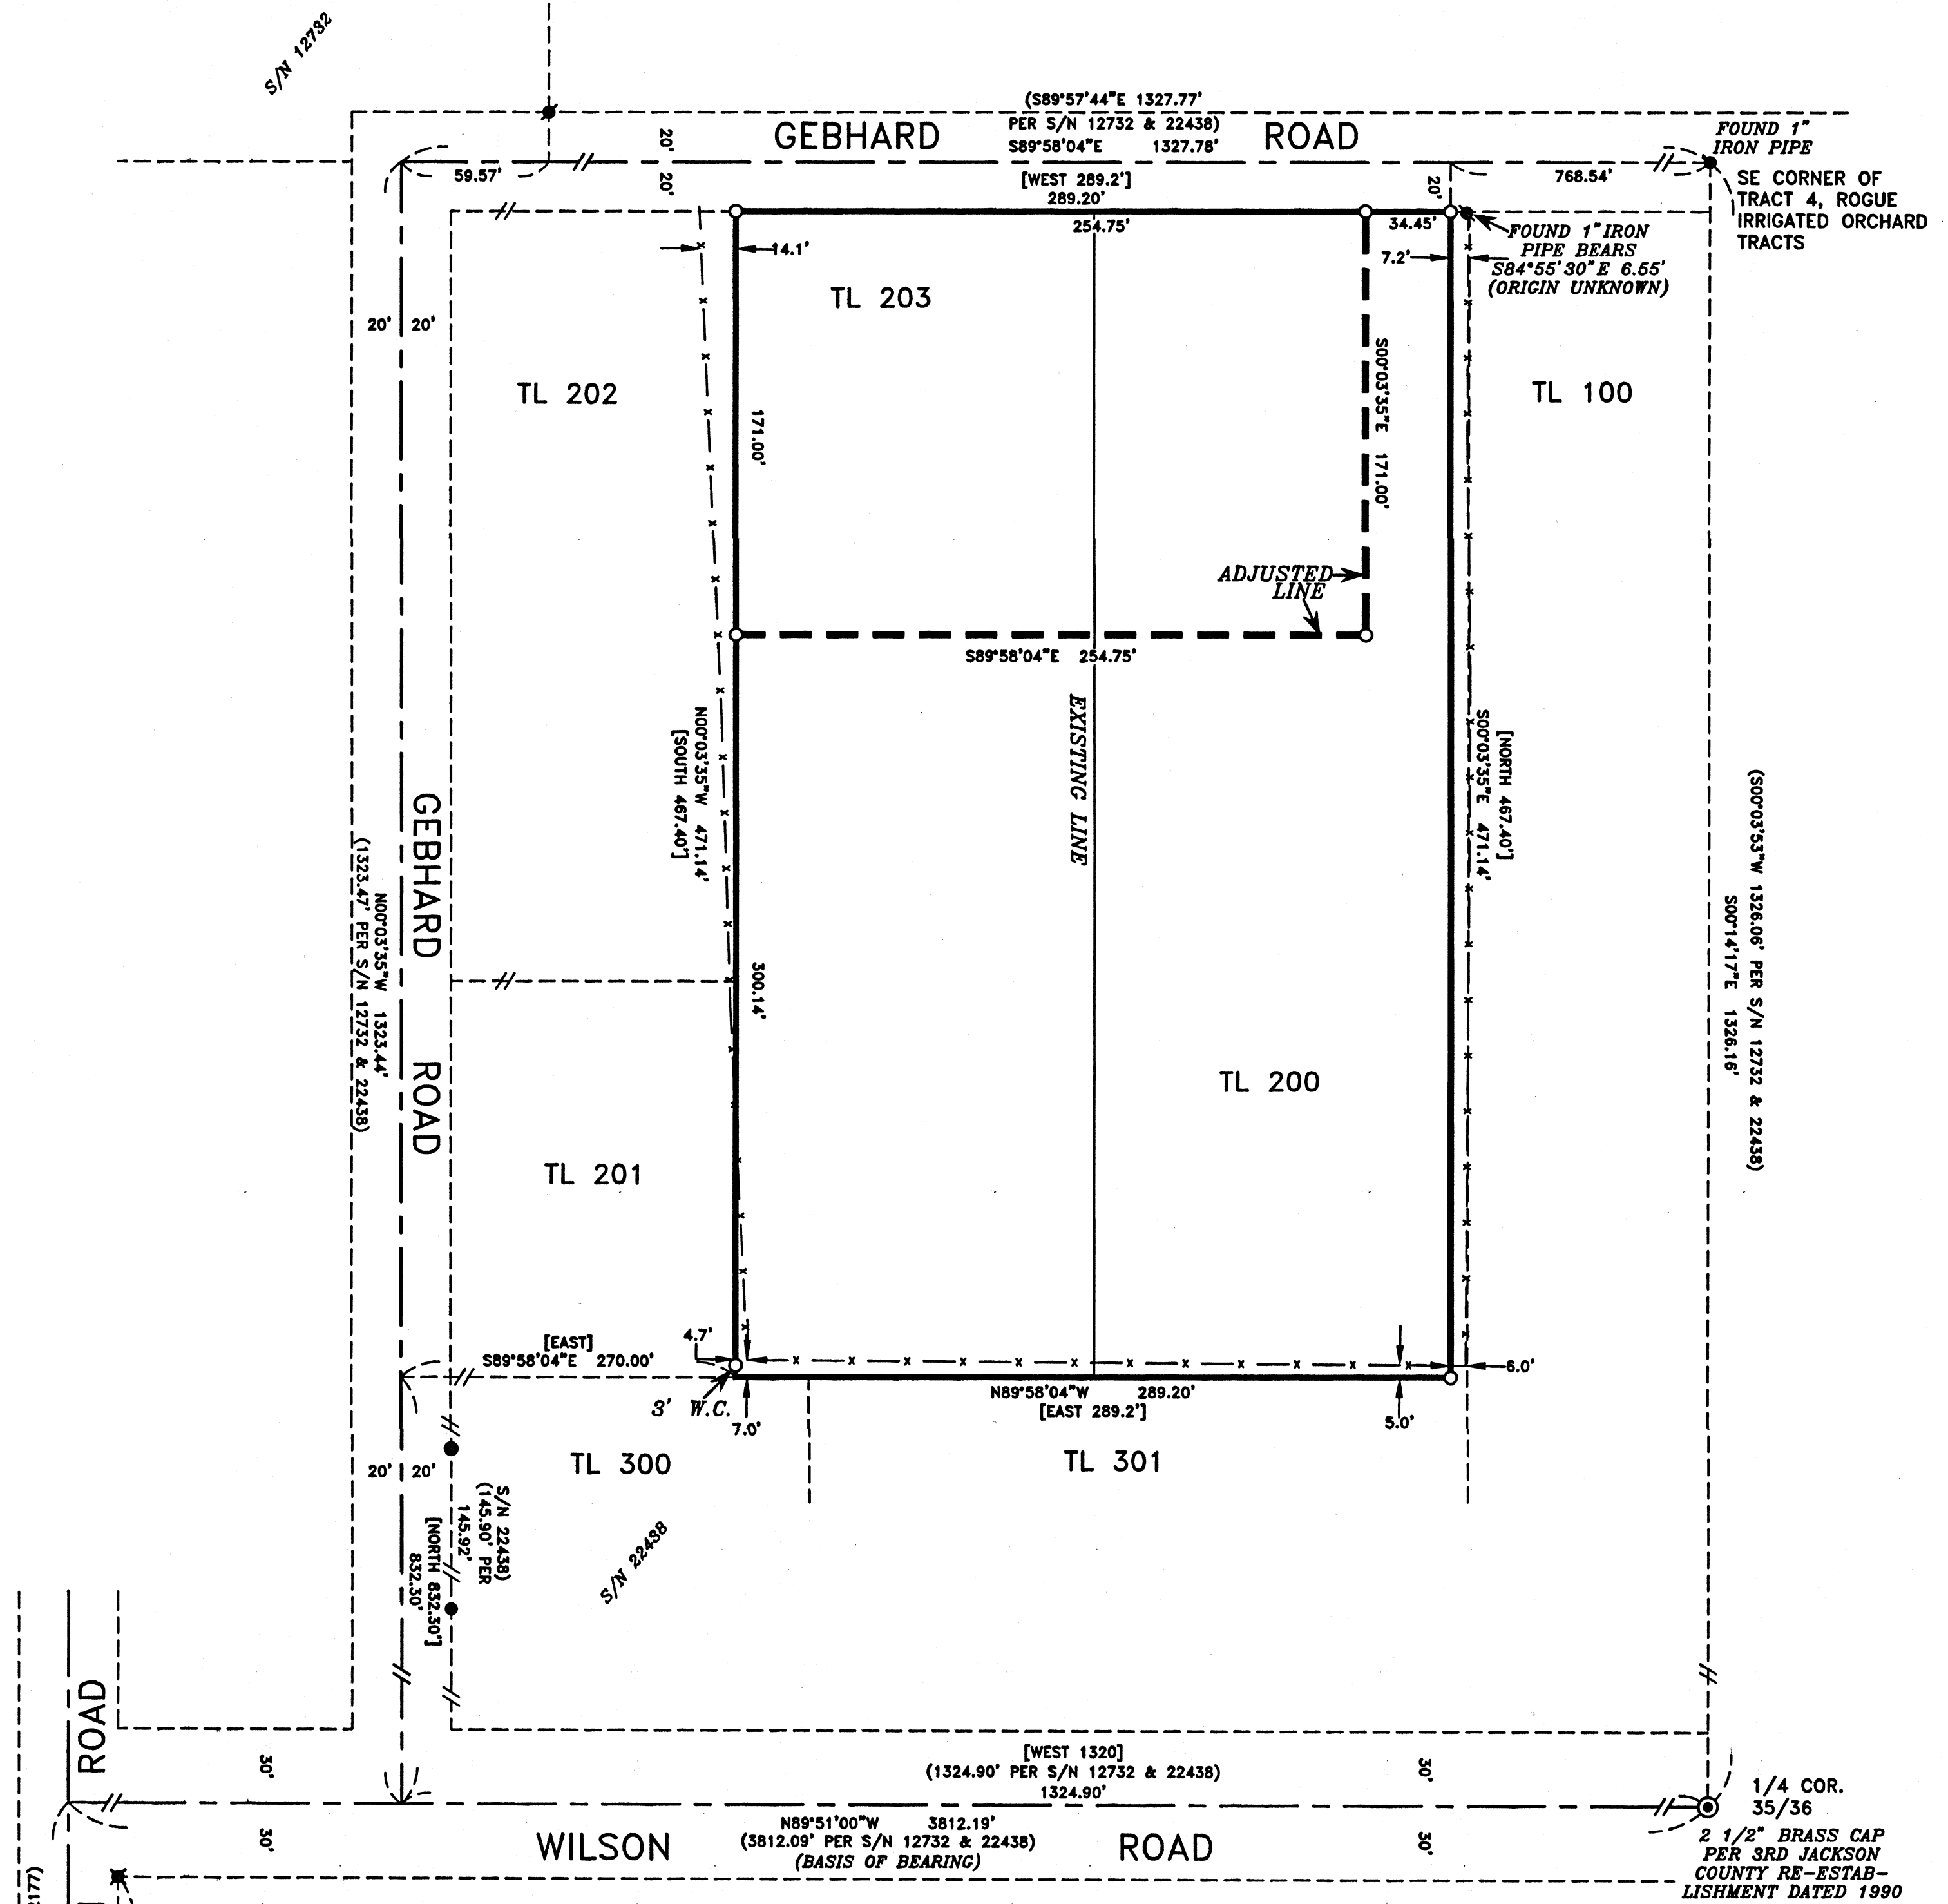 S/N 12732
(S89°57'44"E 1327.77'
PER S/N 12732 & 22438)
S89°58'04"E 1327.78'
GEBHARD ROAD
20'
20'
59.57'
[WEST 289.2']
289.20'
254.75'
34.45'
20'
768.54'
FOUND 1"
IRON PIPE
SE CORNER OF
TRACT 4, ROGUE
IRRIGATED ORCHARD
TRACTS
FOUND 1" IRON
PIPE BEARS
S84°55'30"E 6.55'
(ORIGIN UNKNOWN)
14.1'
7.2'
TL 203
20' 20'
TL 202
TL 100
171.00'
S00°03'35"E 171.00'
ADJUSTED
LINE
S89°58'04"E 254.75'
EXISTING LINE
N00°03'35"W 471.14'
[SOUTH 467.40']
[NORTH 467.40']
S00°03'35"E 471.14'
(S00°03'53"W 1326.06' PER S/N 12732 & 22438)
S00°14'17"E 1326.16'
GEBHARD ROAD
N00°03'35"W 1323.44'
(1323.47' PER S/N 12732 & 22438)
300.14'
TL 200
TL 201
[EAST]
S89°58'04"E 270.00'
4.7'
3' W.C.
7.0'
N89°58'04"W 289.20'
[EAST 289.2']
5.0'
6.0'
TL 300
TL 301
20' 20'
S/N 22438)
(145.90' PER
145.92'
[NORTH 832.30']
832.30'
S/N 22438
ROAD
30'
30'
[WEST 1320]
(1324.90' PER S/N 12732 & 22438)
1324.90'
30'
30'
N89°51'00"W 3812.19'
(3812.09' PER S/N 12732 & 22438)
(BASIS OF BEARING)
WILSON ROAD
1/4 COR.
35/36
2 1/2" BRASS CAP
PER 3RD JACKSON
COUNTY RE-ESTAB-
LISHMENT DATED 1990
2177)